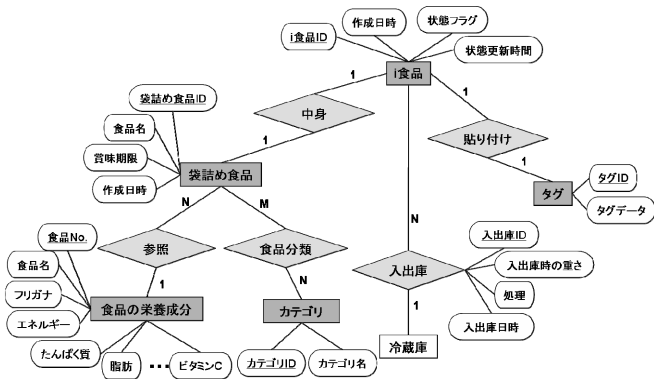 作成日時
状態フラグ
i食品ID
状態更新時間
i食品
1
1
1
中身
袋詰め食品ID
食品名
賞味期限
作成日時
1
袋詰め食品
貼り付け
1
タグ
タグID
タグデータ
N
M
N
食品No.
食品名
フリガナ
エネルギー
たんぱく質
脂肪
・・・
ビタミンC
参照
食品分類
1
N
食品の栄養成分
カテゴリ
カテゴリID
カテゴリ名
入出庫ID
入出庫時の重さ
処理
入出庫日時
入出庫
1
冷蔵庫